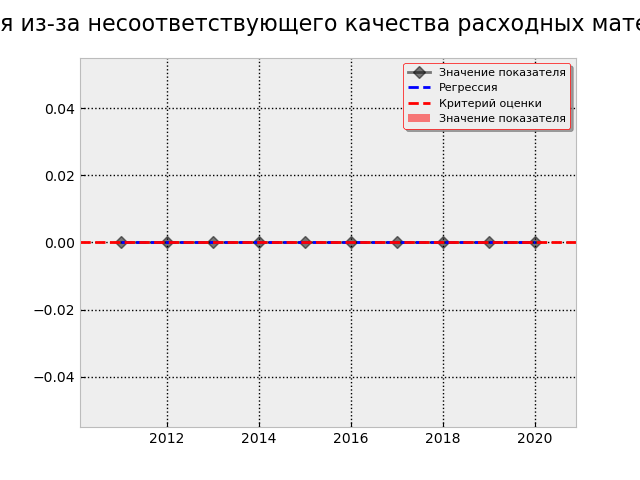 я из-за несоответствующего качества расходных
Значение показателя
Регрессия
Критерий оценки
Значение показателя
0.04
0.02
0.00
−0.02
−0.04
2012 2014 2016 2018 2020